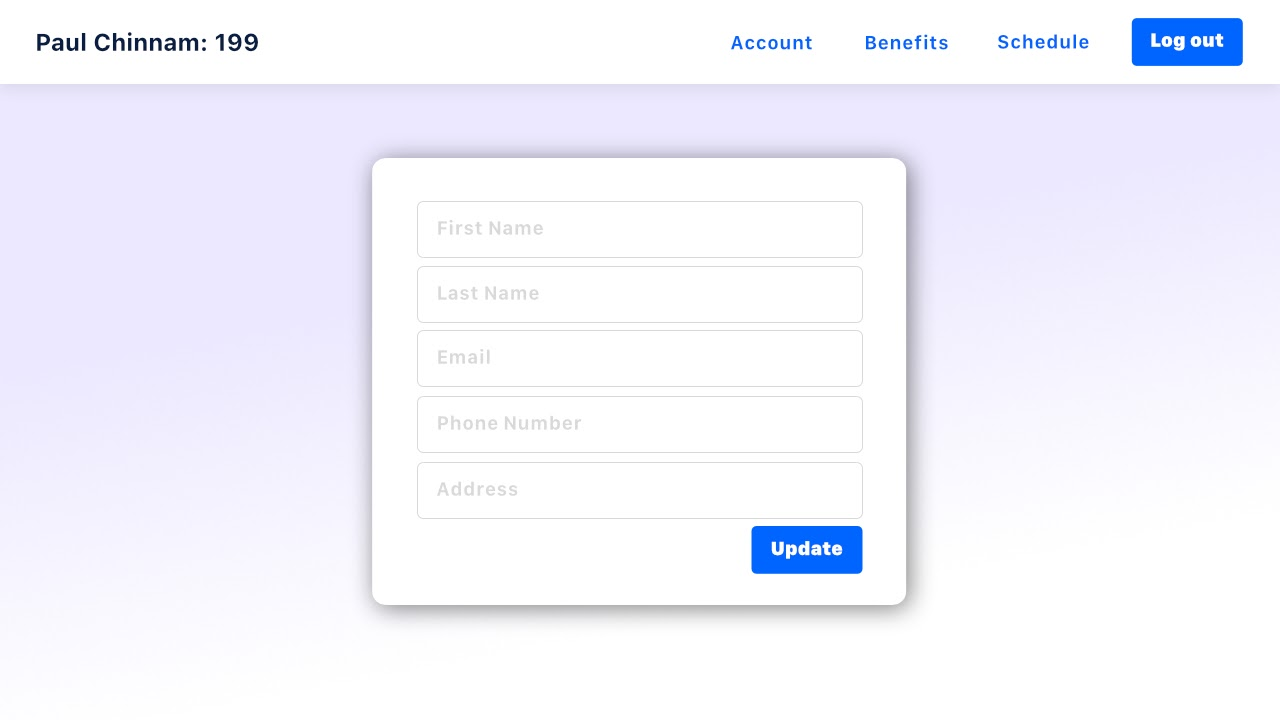 Paul Chinnam: 199
Account
Benefits
Schedule
Log out
First Name
Last Name
Email
Phone Number
Address
Update